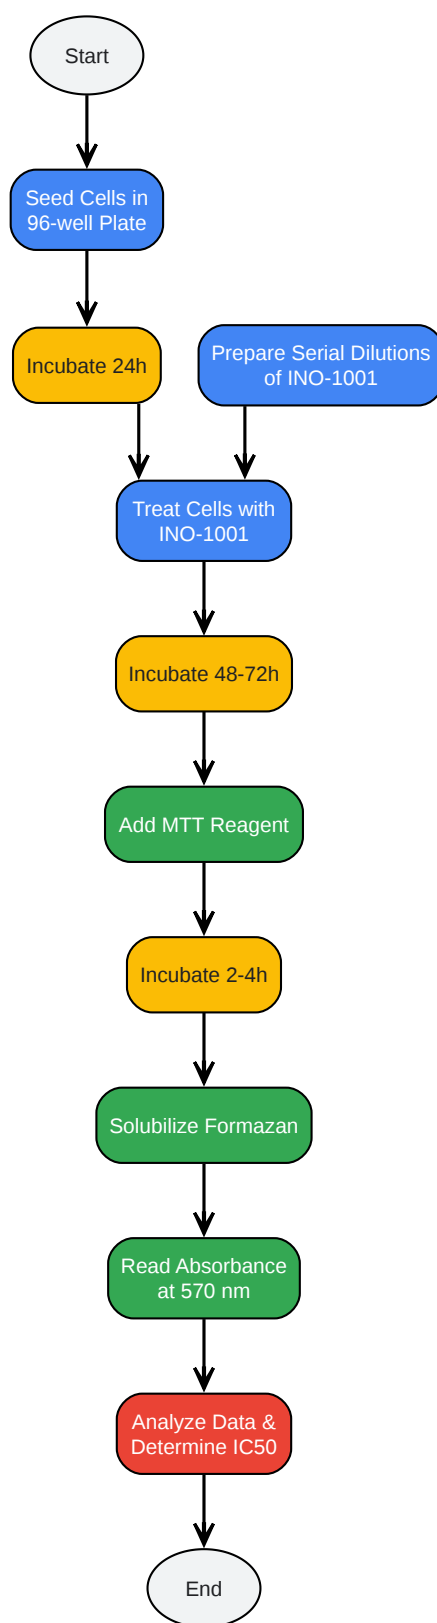 Start
Seed Cells in
96-well Plate
Incubate 24h
Prepare Serial Dilutions
of INO-1001
Treat Cells with
INO-1001
Incubate 48-72h
Add MTT Reagent
Incubate 2-4h
Solubilize Formazan
Read Absorbance
at 570 nm
Analyze Data &
Determine IC50
End